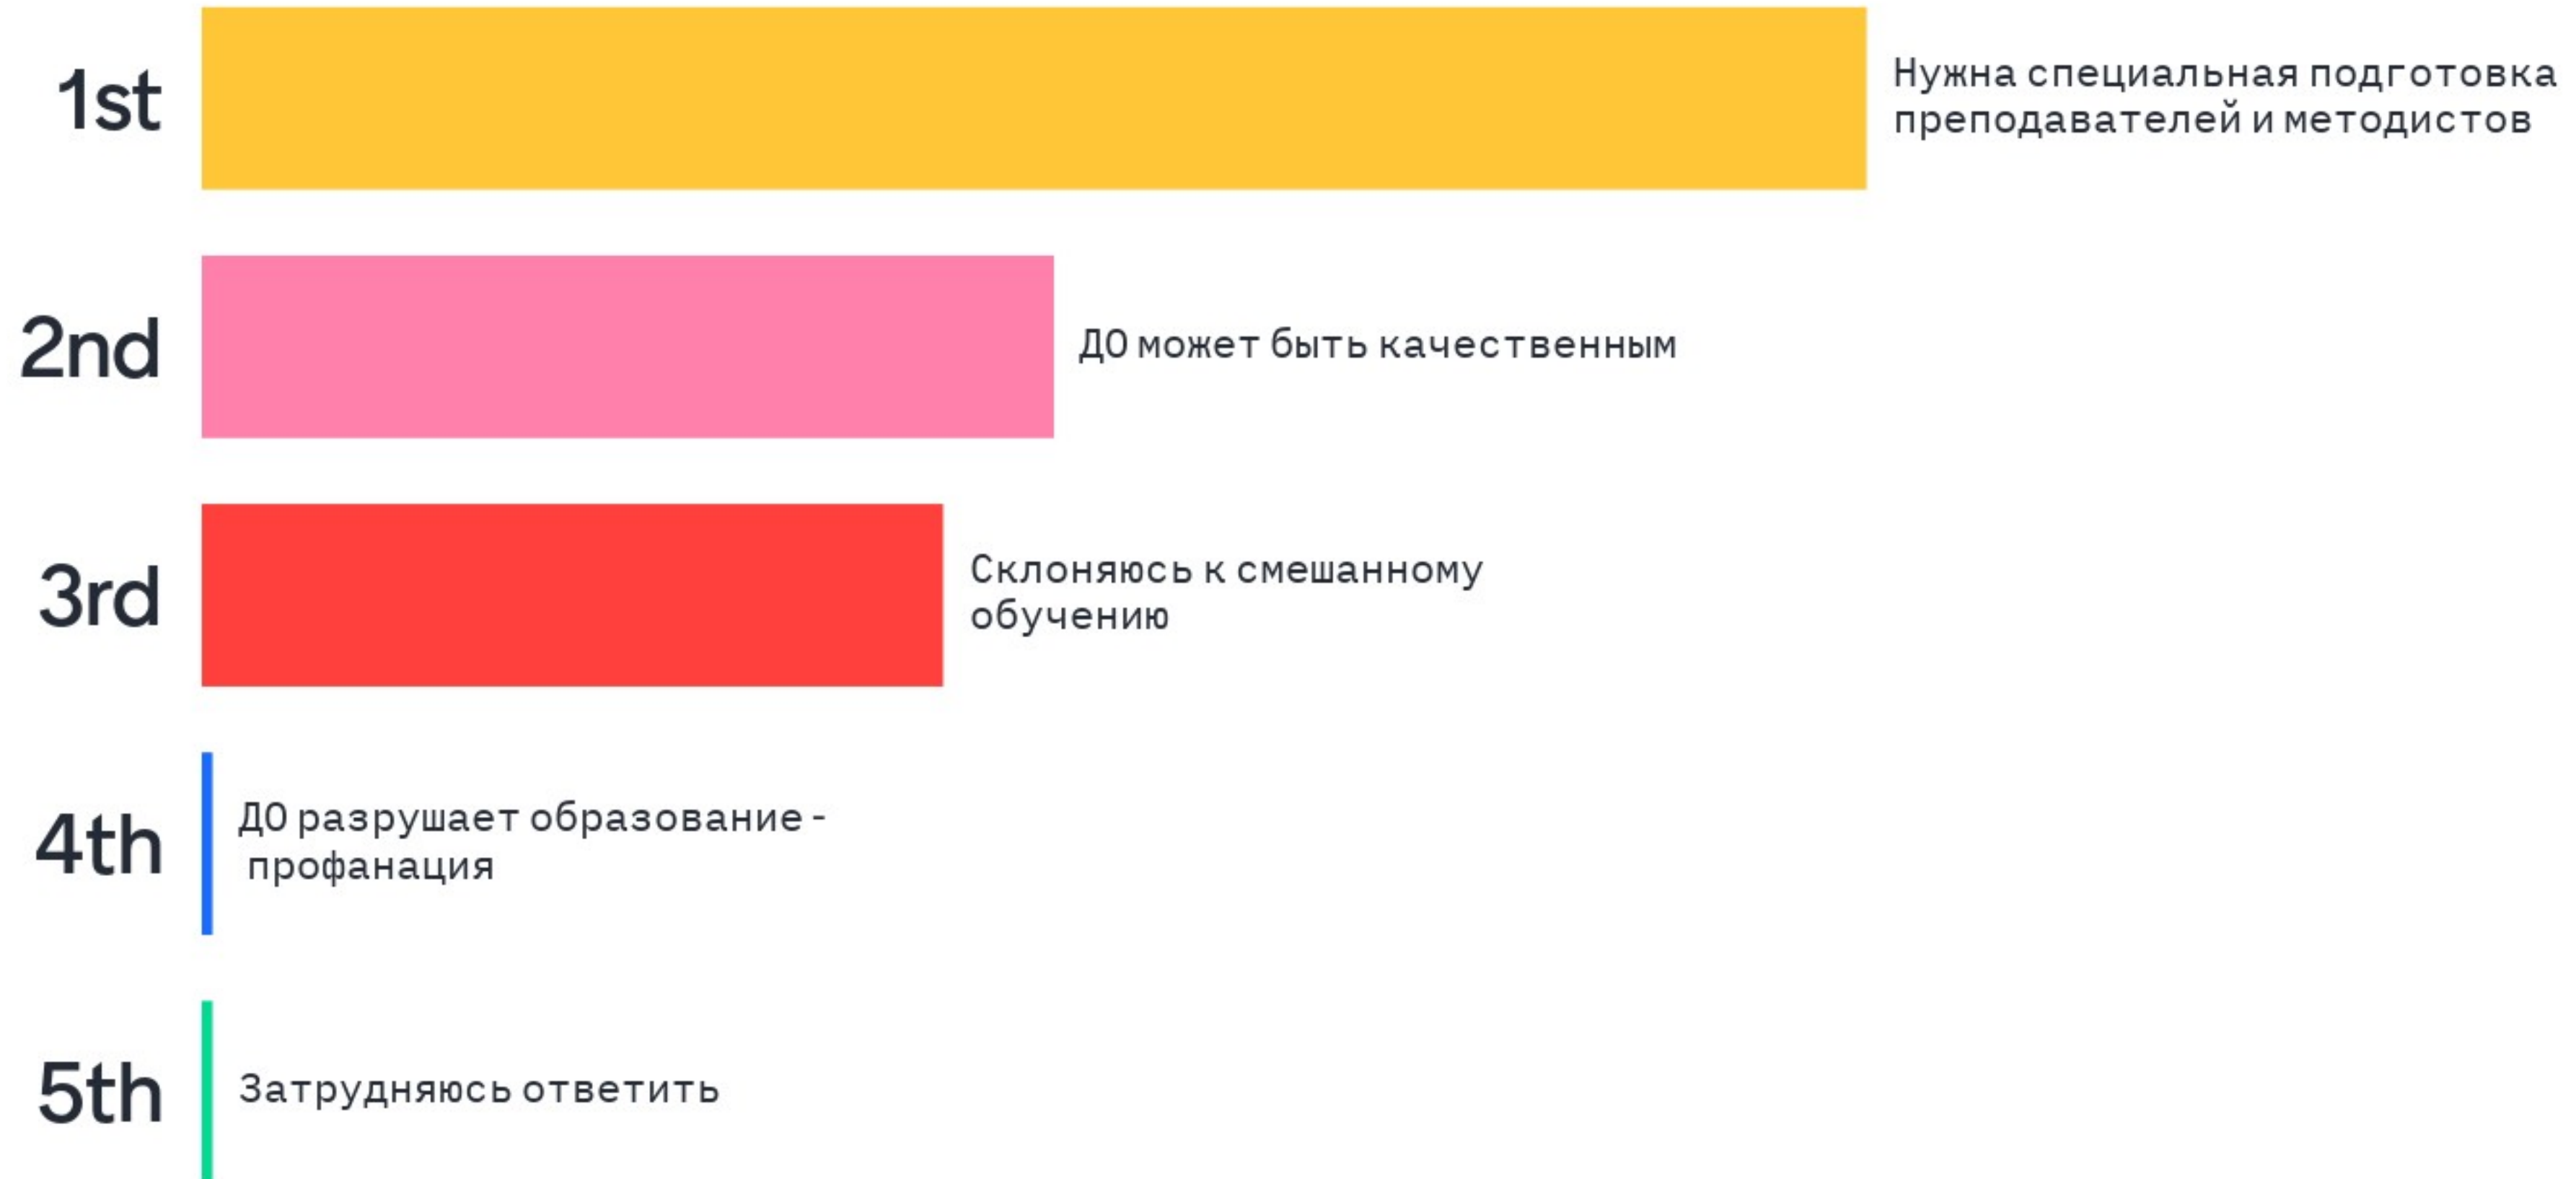 1st
Нужна специальная подготовка
преподавателей и методистов
2nd
ДО может быть качественным
3rd
Склоняюсь к смешанному
обучению
4th
ДО разрушает образование -
профанация
5th
Затрудняюсь ответить